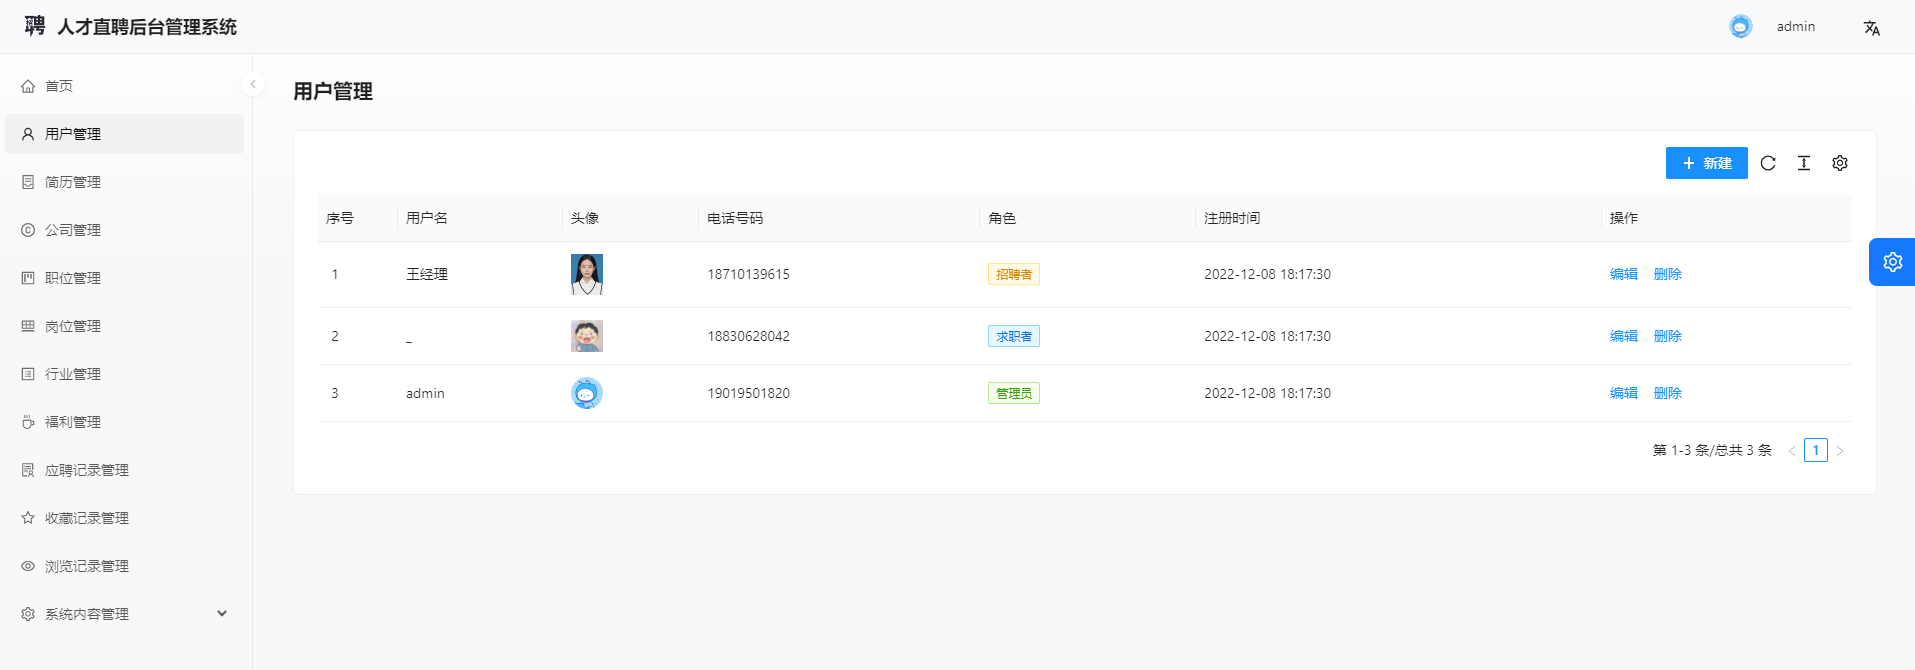 聘 人才直聘后台管理系统
admin
首页
用户管理
简历管理
公司管理
职位管理
岗位管理
行业管理
福利管理
应聘记录管理
收藏记录管理
浏览记录管理
系统内容管理
用户管理
+ 新建
序号 用户名 头像 电话号码 角色 注册时间 操作
1 王经理 18710139615 招聘者 2022-12-08 18:17:30 编辑 删除
2 _ 18830628042 求职者 2022-12-08 18:17:30 编辑 删除
3 admin 19019501820 管理员 2022-12-08 18:17:30 编辑 删除
第 1-3 条/总共 3 条 < 1 >